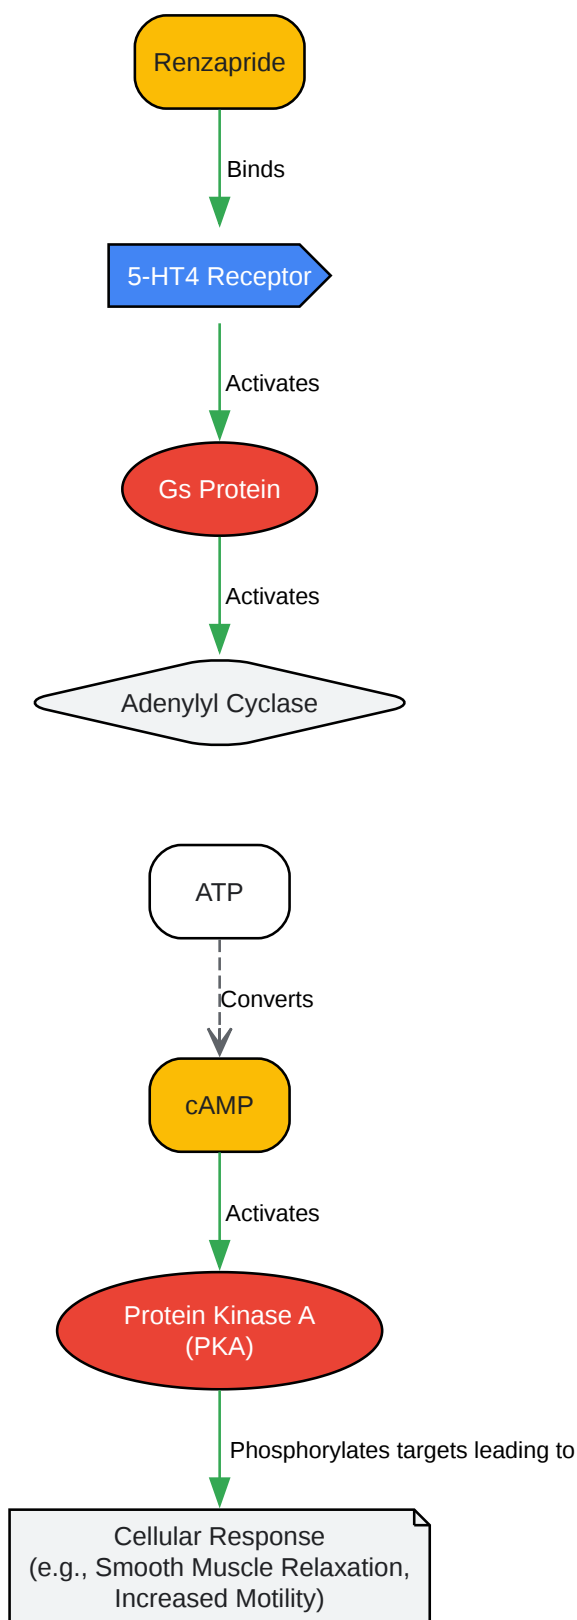 Renzapride
Binds
5-HT4 Receptor
Activates
Gs Protein
Activates
Adenylyl Cyclase
ATP
Converts
cAMP
Activates
Protein Kinase A
(PKA)
Phosphorylates targets leading to
Cellular Response
(e.g., Smooth Muscle Relaxation,
Increased Motility)